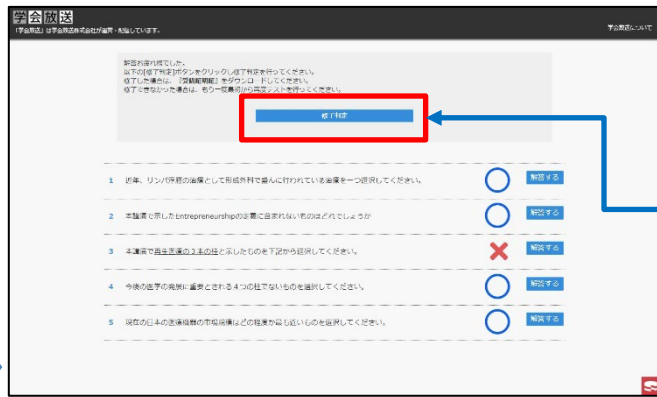 学会放送
「学会放送」は学会放送株式会社が運営・配信しています。
学会放送について
解答お疲れ様でした。
以下の[修了判定]ボタンをクリックし修了判定を行ってください。
修了した場合は、『受講証明書』をダウンロードしてください。
修了できなかった場合は、もう一度最初から再度テストを行ってください。
修了判定
1 近年、リンパ浮腫の治療として形成外科で盛んに行われている治療を一つ選択してください。 解答する
2 本講演で示したEntrepreneurshipの定義に含まれないものはどれでしょうか 解答する
3 本講演で再生医療の3本の柱と示したものを下記から選択してください。 解答する
4 今後の医学の発展に重要とされる4つの柱でないものを選択してください。 解答する
5 現在の日本の医療機器の市場規模はどの程度か最も近いものを選択してください。 解答する